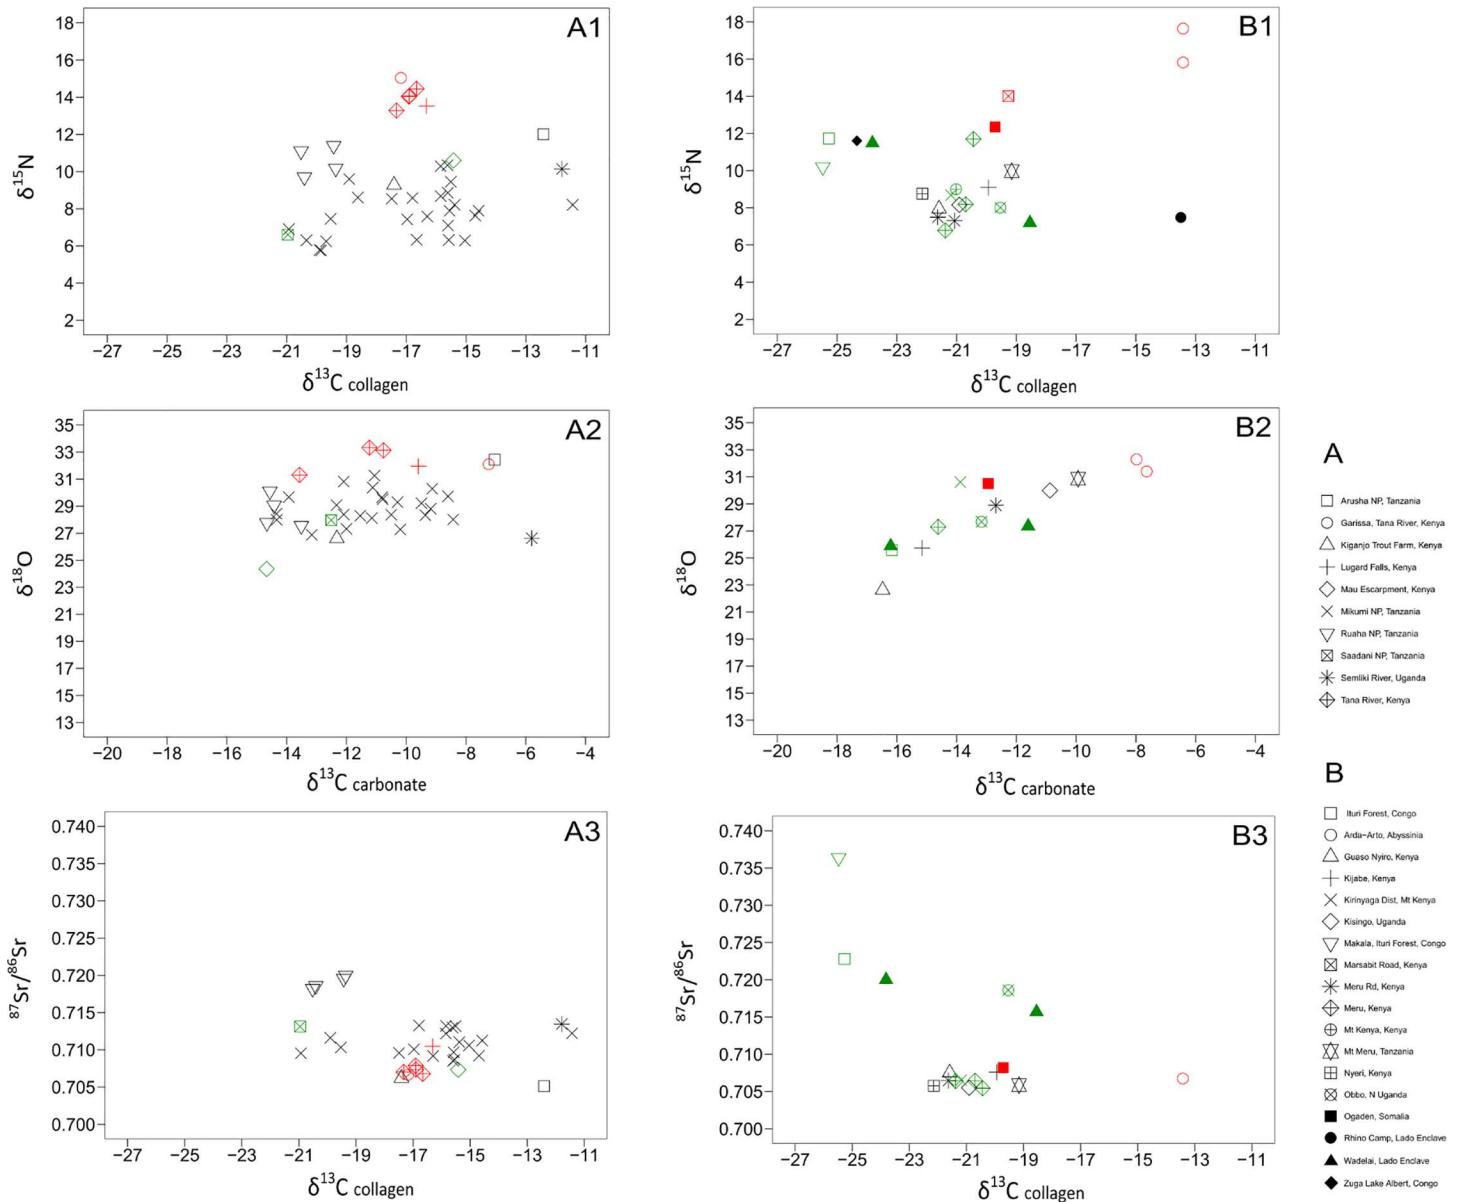 A1
18
16
14
12
10
8
6
4
2
δ15N
−27 −25 −23 −21 −19 −17 −15 −13 −11
δ13C collagen
B1
18
16
14
12
10
8
6
4
2
δ15N
−27 −25 −23 −21 −19 −17 −15 −13 −11
δ13C collagen
A2
35
33
31
29
27
25
23
21
19
17
15
13
δ18O
−20 −18 −16 −14 −12 −10 −8 −6 −4
δ13C carbonate
B2
35
33
31
29
27
25
23
21
19
17
15
13
δ18O
−20 −18 −16 −14 −12 −10 −8 −6 −4
δ13C carbonate
A3
0.740
0.735
0.730
0.725
0.720
0.715
0.710
0.705
0.700
87Sr/86Sr
−27 −25 −23 −21 −19 −17 −15 −13 −11
δ13C collagen
B3
0.740
0.735
0.730
0.725
0.720
0.715
0.710
0.705
0.700
87Sr/86Sr
−27 −25 −23 −21 −19 −17 −15 −13 −11
δ13C collagen
A
Arusha NP, Tanzania
Garissa, Tana River, Kenya
Kiganjo Trout Farm, Kenya
Lugard Falls, Kenya
Mau Escarpment, Kenya
Mikumi NP, Tanzania
Ruaha NP, Tanzania
Saadani NP, Tanzania
Semliki River, Uganda
Tana River, Kenya
B
Ituri Forest, Congo
Arda−Arto, Abyssinia
Guaso Nyiro, Kenya
Kijabe, Kenya
Kirinyaga Dist, Mt Kenya
Kisingo, Uganda
Makala, Ituri Forest, Congo
Marsabit Road, Kenya
Meru Rd, Kenya
Meru, Kenya
Mt Kenya, Kenya
Mt Meru, Tanzania
Nyeri, Kenya
Obbo, N Uganda
Ogaden, Somalia
Rhino Camp, Lado Enclave
Wadelai, Lado Enclave
Zuga Lake Albert, Congo